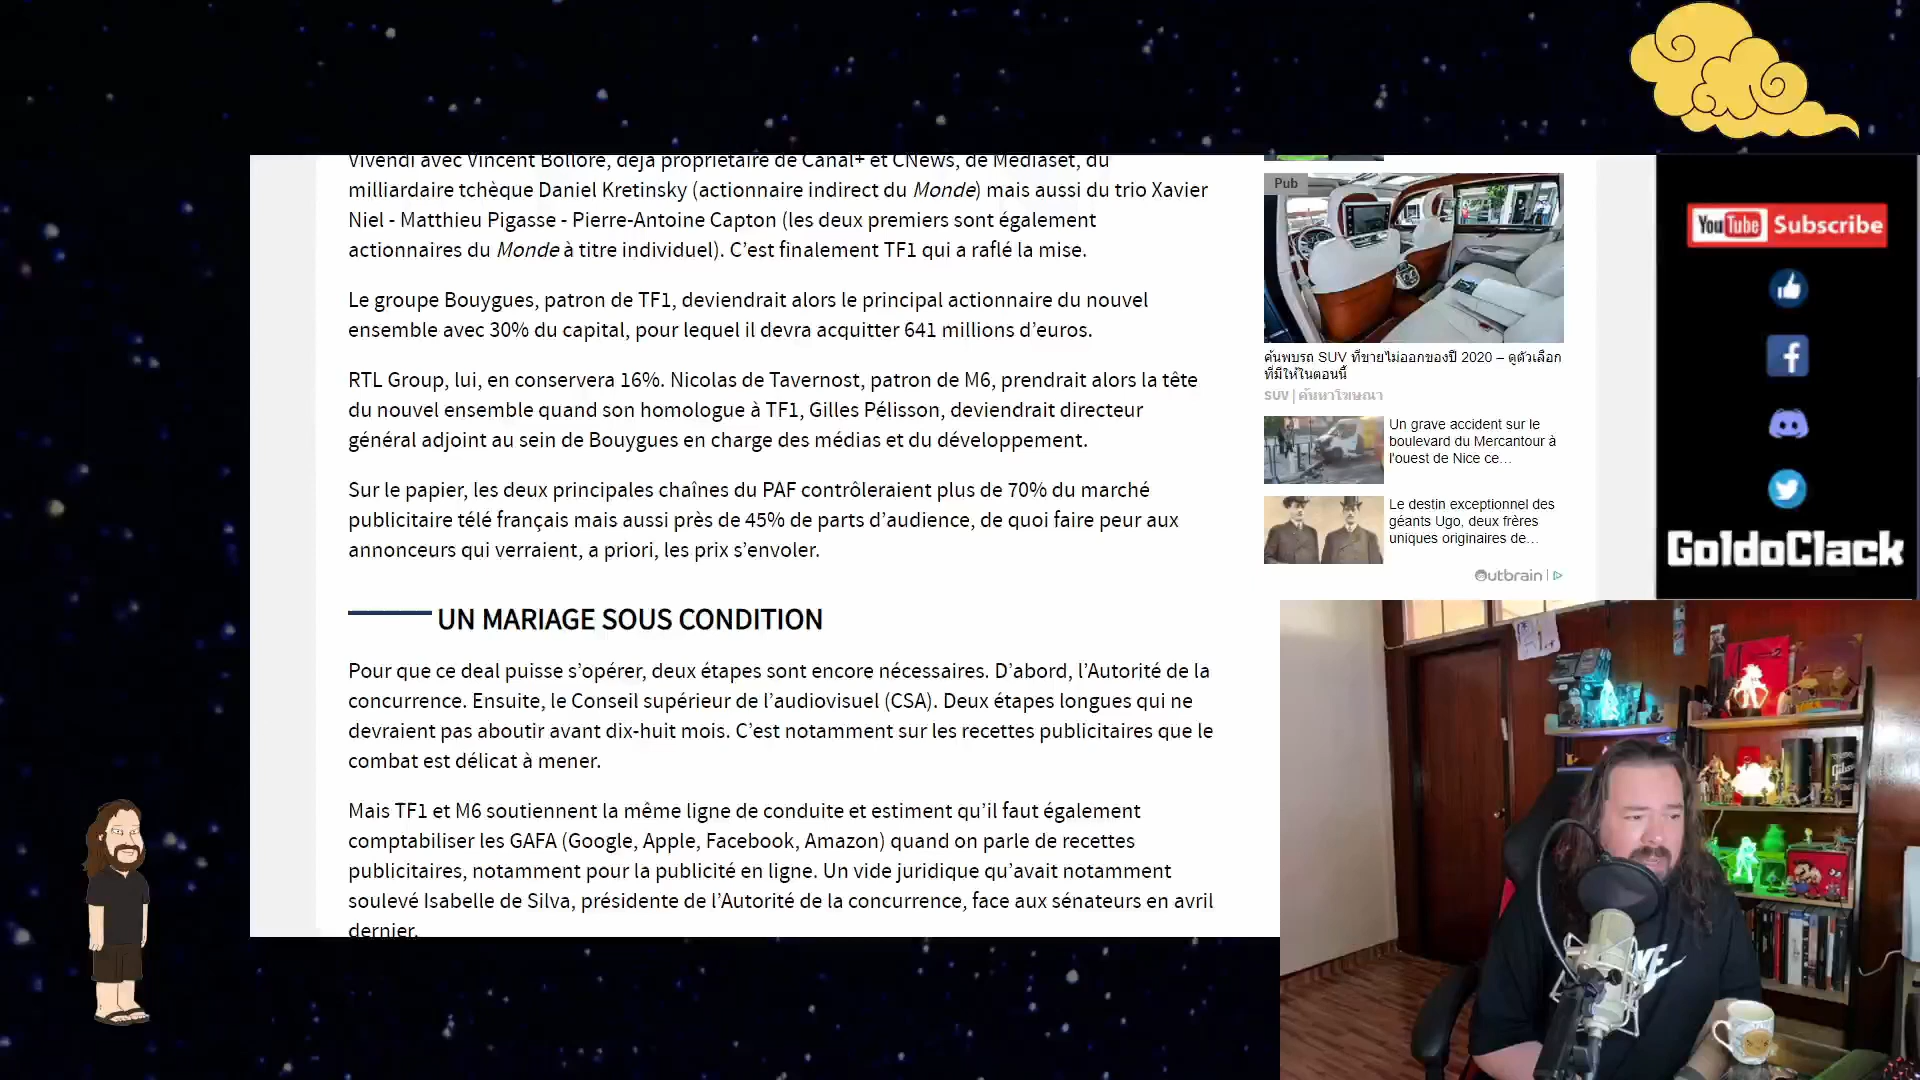 Vivendi avec Vincent Bolloré, déjà propriétaire de Canal+ et CNews, de Mediaset, du
milliardaire tchèque Daniel Kretinsky (actionnaire indirect du Monde) mais aussi du trio Xavier
Niel - Matthieu Pigasse - Pierre-Antoine Capton (les deux premiers sont également
actionnaires du Monde à titre individuel). C’est finalement TF1 qui a raflé la mise.
Le groupe Bouygues, patron de TF1, deviendrait alors le principal actionnaire du nouvel
ensemble avec 30% du capital, pour lequel il devra acquitter 641 millions d’euros.
RTL Group, lui, en conservera 16%. Nicolas de Tavernost, patron de M6, prendrait alors la tête
du nouvel ensemble quand son homologue à TF1, Gilles Pélisson, deviendrait directeur
général adjoint au sein de Bouygues en charge des médias et du développement.
Sur le papier, les deux principales chaînes du PAF contrôleraient plus de 70% du marché
publicitaire télé français mais aussi près de 45% de parts d’audience, de quoi faire peur aux
annonceurs qui verraient, a priori, les prix s’envoler.
UN MARIAGE SOUS CONDITION
Pour que ce deal puisse s’opérer, deux étapes sont encore nécessaires. D’abord, l’Autorité de la
concurrence. Ensuite, le Conseil supérieur de l’audiovisuel (CSA). Deux étapes longues qui ne
devraient pas aboutir avant dix-huit mois. C’est notamment sur les recettes publicitaires que le
combat est délicat à mener.
Mais TF1 et M6 soutiennent la même ligne de conduite et estiment qu’il faut également
comptabiliser les GAFA (Google, Apple, Facebook, Amazon) quand on parle de recettes
publicitaires, notamment pour la publicité en ligne. Un vide juridique qu’avait notamment
soulevé Isabelle de Silva, présidente de l’Autorité de la concurrence, face aux sénateurs en avril
dernier.
Pub
ค้นพบรถ SUV ที่ขายไม่ออกของปี 2020 – ดูตัวเลือก
ที่มีให้ในตอนนี้
SUV | ค้นหาโฆษณา
Un grave accident sur le
boulevard du Mercantour à
l'ouest de Nice ce…
Le destin exceptionnel des
géants Ugo, deux frères
uniques originaires de…
Outbrain
YouTube Subscribe
GoldoClack